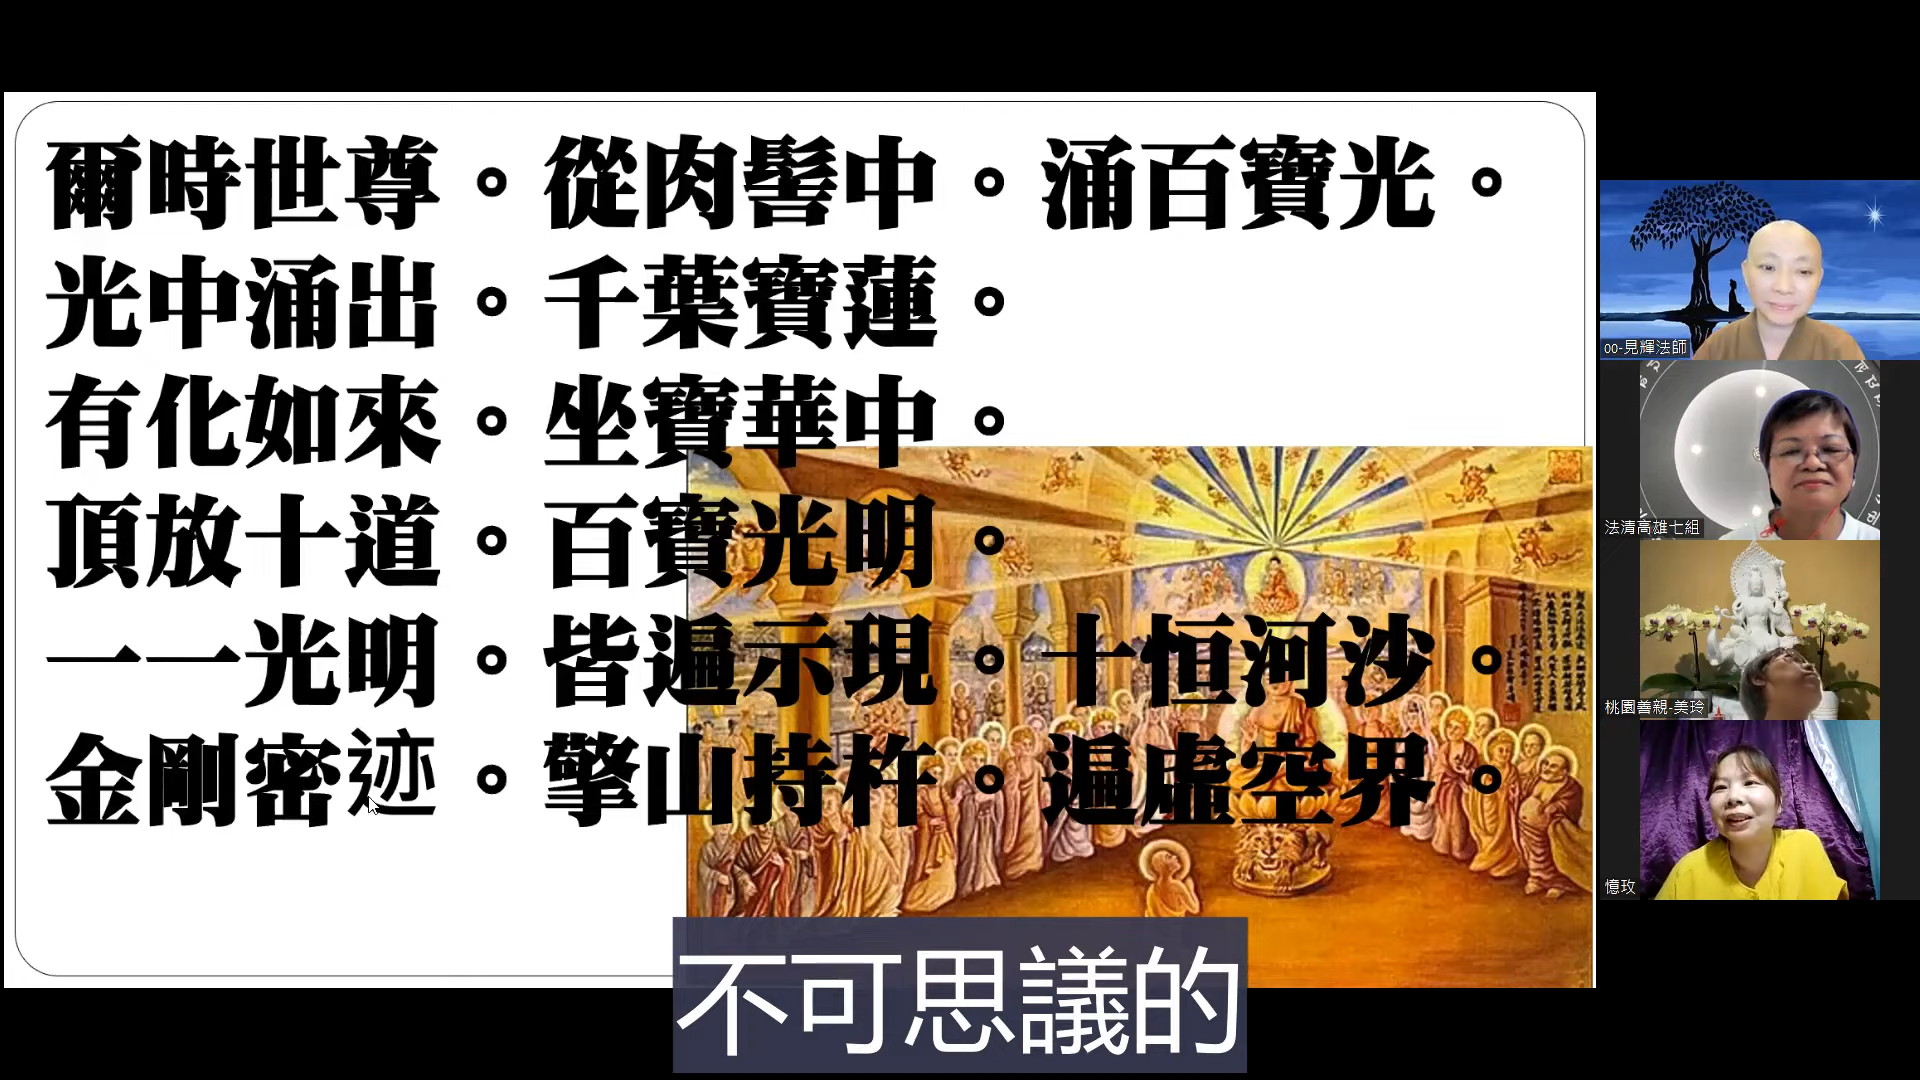 爾時世尊。從肉髻中。涌百寶光。
光中涌出。千葉寶蓮。
有化如來。坐寶華中。
頂放十道。百寶光明。
一一光明。皆遍示現。十恒河沙。
金剛密迹。擎山持杵。遍虛空界。
不可思議的
oo-見輝法師
法清高雄七組
桃園善親-美玲
憶玫